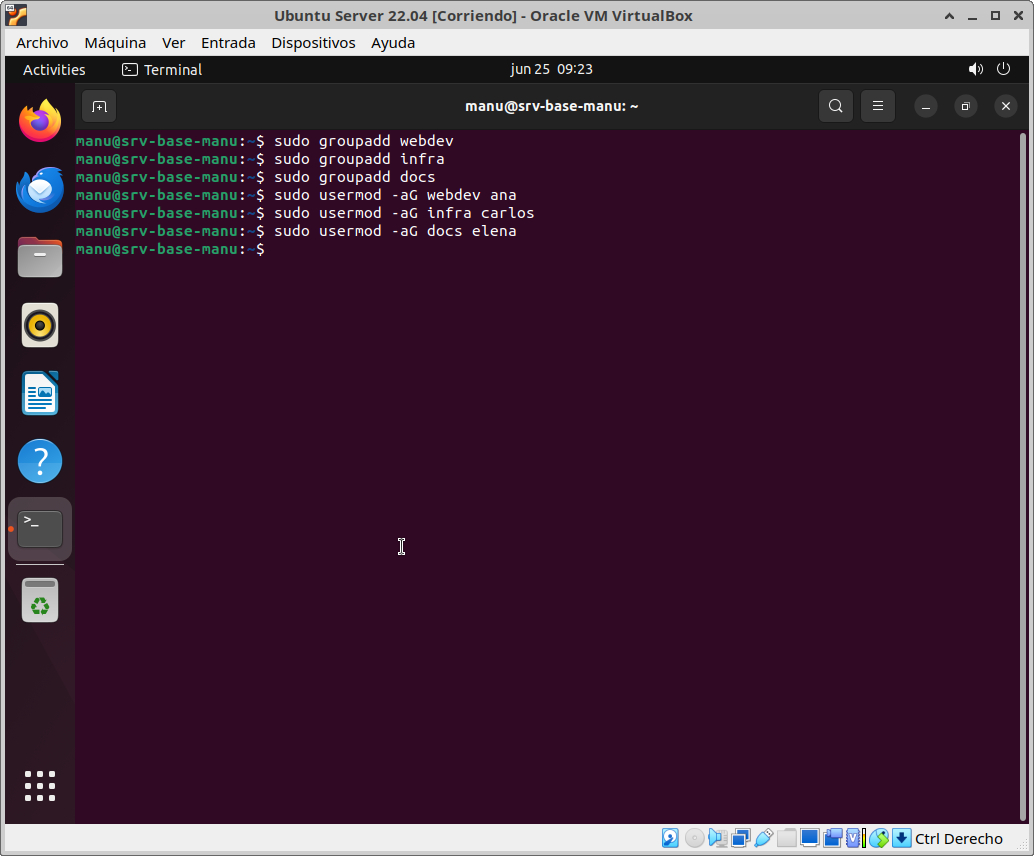 Ubuntu Server 22.04 [Corriendo] - Oracle VM VirtualBox
Archivo Máquina Ver Entrada Dispositivos Ayuda
Activities Terminal jun 25 09:23
manu@srv-base-manu: ~
manu@srv-base-manu:~$ sudo groupadd webdev
manu@srv-base-manu:~$ sudo groupadd infra
manu@srv-base-manu:~$ sudo groupadd docs
manu@srv-base-manu:~$ sudo usermod -aG webdev ana
manu@srv-base-manu:~$ sudo usermod -aG infra carlos
manu@srv-base-manu:~$ sudo usermod -aG docs elena
manu@srv-base-manu:~$
Ctrl Derecho